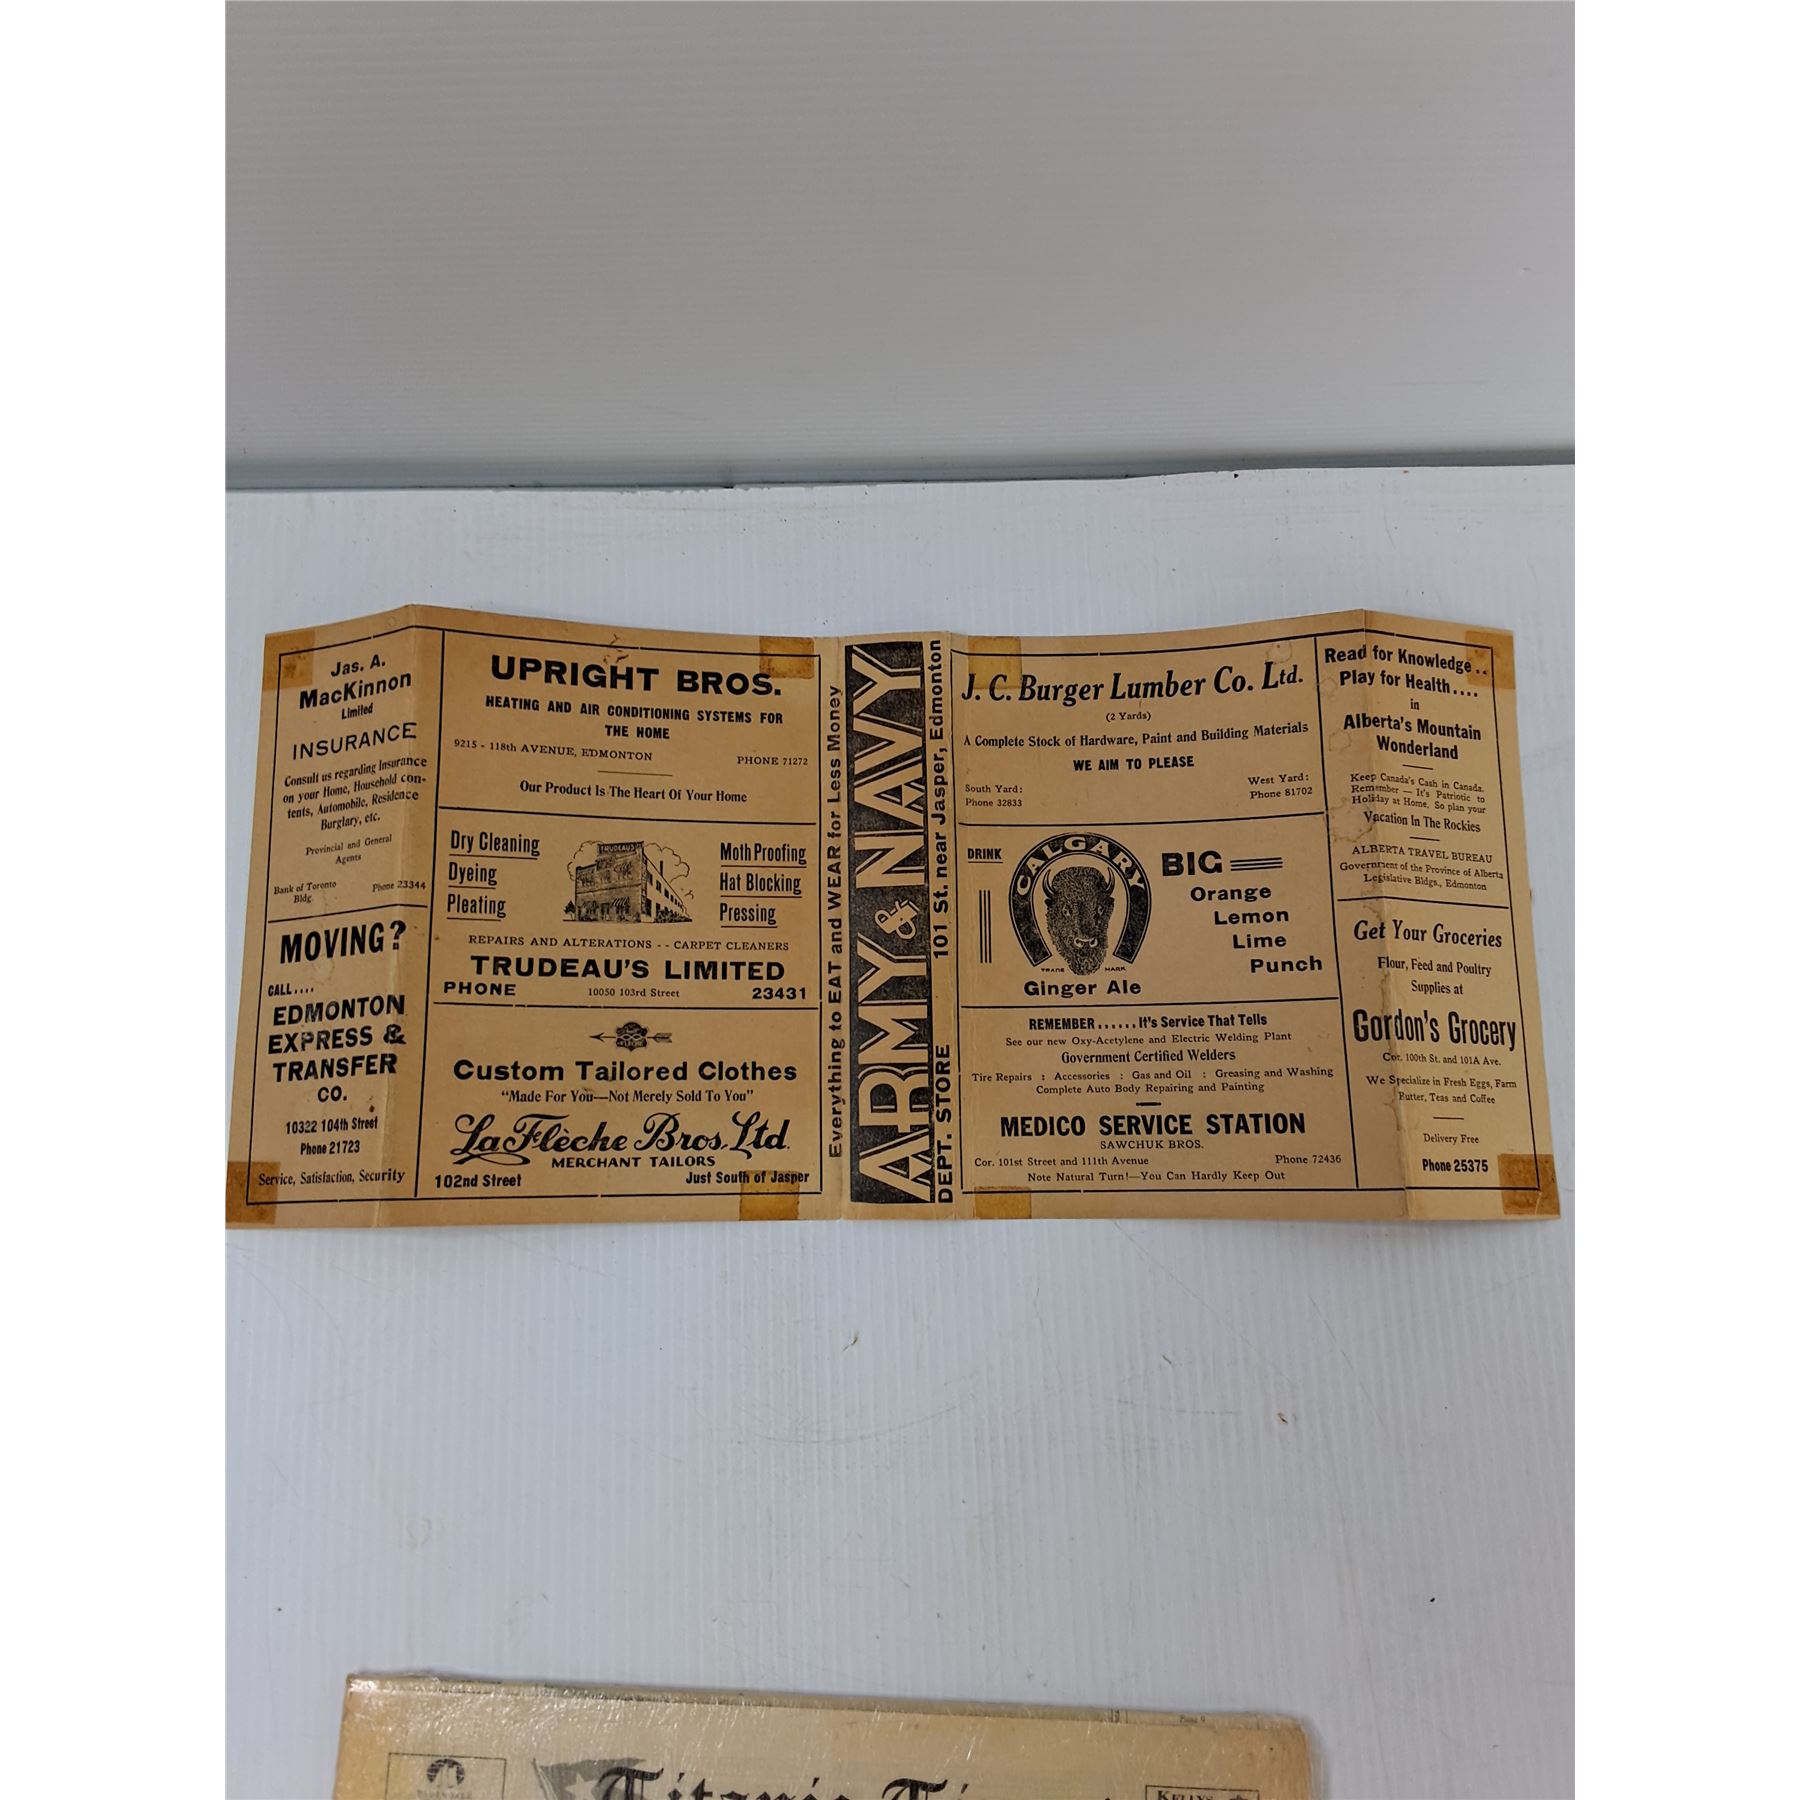 Jas. A.
MacKinnon
Limited
INSURANCE
Consult us regarding Insurance
on your Home, Household con-
tents, Automobile, Residence
Burglary, etc.
Provincial and General
Agents
Bank of Toronto
Bldg.
Phone 23344
MOVING?
CALL....
EDMONTON
EXPRESS &
TRANSFER
CO.
10322 104th Street
Phone 21723
Service, Satisfaction, Security
UPRIGHT BROS.
HEATING AND AIR CONDITIONING SYSTEMS FOR
THE HOME
9215 - 118th AVENUE, EDMONTON
PHONE 71272
Our Product Is The Heart Of Your Home
Dry Cleaning
Dyeing
Pleating
TRUDEAU'S
Moth Proofing
Hat Blocking
Pressing
REPAIRS AND ALTERATIONS - - CARPET CLEANERS
TRUDEAU'S LIMITED
PHONE 10050 103rd Street 23431
Custom Tailored Clothes
"Made For You—Not Merely Sold To You"
La Flèche Bros. Ltd.
MERCHANT TAILORS
102nd Street
Just South of Jasper
Everything to EAT and WEAR for Less Money
ARMY & NAVY
DEPT. STORE 101 St. near Jasper, Edmonton
J. C. Burger Lumber Co. Ltd.
(2 Yards)
A Complete Stock of Hardware, Paint and Building Materials
WE AIM TO PLEASE
South Yard:
Phone 32833
West Yard:
Phone 81702
DRINK
CALGARY
TRADE MARK
Ginger Ale
BIG
Orange
Lemon
Lime
Punch
REMEMBER...... It's Service That Tells
See our new Oxy-Acetylene and Electric Welding Plant
Government Certified Welders
Tire Repairs : Accessories : Gas and Oil : Greasing and Washing
Complete Auto Body Repairing and Painting
MEDICO SERVICE STATION
SAWCHUK BROS.
Cor. 101st Street and 111th Avenue
Phone 72436
Note Natural Turn!—You Can Hardly Keep Out
Read for Knowledge..
Play for Health....
in
Alberta's Mountain
Wonderland
Keep Canada's Cash in Canada.
Remember — It's Patriotic to
Holiday at Home. So plan your
Vacation In The Rockies
ALBERTA TRAVEL BUREAU
Government of the Province of Alberta
Legislative Bldgs., Edmonton
Get Your Groceries
Flour, Feed and Poultry
Supplies at
Gordon's Grocery
Cor. 100th St. and 101A Ave.
We Specialize in Fresh Eggs, Farm
Butter, Teas and Coffee
Delivery Free
Phone 25375
KELLYS